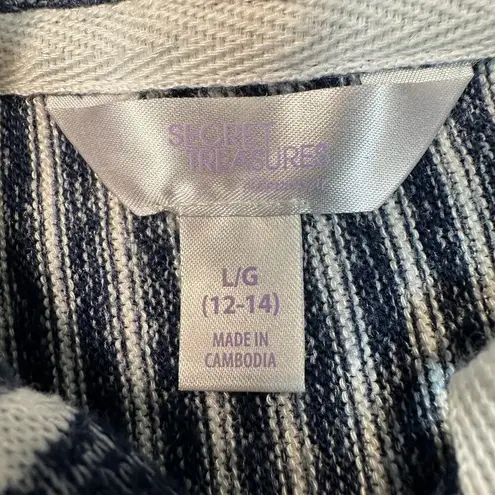 SECRET
TREASURES®
L/G
(12-14)
MADE IN
CAMBODIA